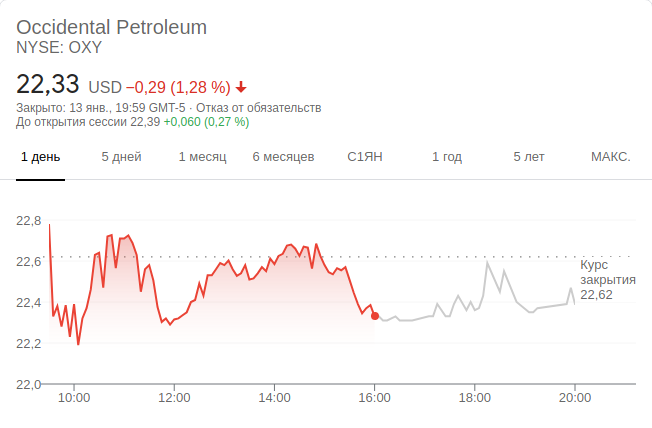 Occidental Petroleum
NYSE: OXY
22,33 USD −0,29 (1,28 %)
Закрыто: 13 янв., 19:59 GMT-5 · Отказ от обязательств
До открытия сессии 22,39 +0,060 (0,27 %)
1 день 5 дней 1 месяц 6 месяцев С1ЯН 1 год 5 лет МАКС.
22,8
22,6
Курс
закрытия
22,62
22,4
22,2
22,0
10:00 12:00 14:00 16:00 18:00 20:00